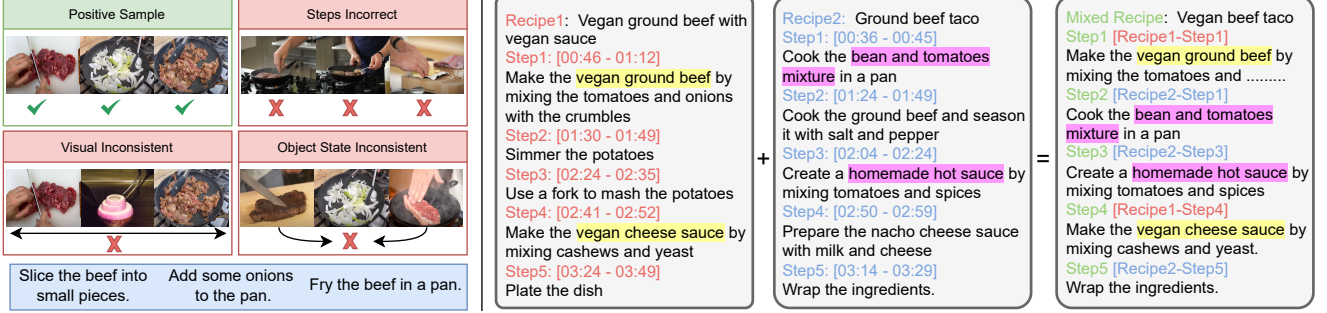 Positive Sample
Steps Incorrect
Visual Inconsistent
Object State Inconsistent
Slice the beef into
small pieces.
Add some onions
to the pan.
Fry the beef in a pan.
Recipe1: Vegan ground beef with
vegan sauce
Step1: [00:46 - 01:12]
Make the vegan ground beef by
mixing the tomatoes and onions
with the crumbles
Step2: [01:30 - 01:49]
Simmer the potatoes
Step3: [02:24 - 02:35]
Use a fork to mash the potatoes
Step4: [02:41 - 02:52]
Make the vegan cheese sauce by
mixing cashews and yeast
Step5: [03:24 - 03:49]
Plate the dish
+
Recipe2: Ground beef taco
Step1: [00:36 - 00:45]
Cook the bean and tomatoes
mixture in a pan
Step2: [01:24 - 01:49]
Cook the ground beef and season
it with salt and pepper
Step3: [02:04 - 02:24]
Create a homemade hot sauce by
mixing tomatoes and spices
Step4: [02:50 - 02:59]
Prepare the nacho cheese sauce
with milk and cheese
Step5: [03:14 - 03:29]
Wrap the ingredients.
=
Mixed Recipe: Vegan beef taco
Step1 [Recipe1-Step1]
Make the vegan ground beef by
mixing the tomatoes and .........
Step2 [Recipe2-Step1]
Cook the bean and tomatoes
mixture in a pan
Step3 [Recipe2-Step3]
Create a homemade hot sauce by
mixing tomatoes and spices
Step4 [Recipe1-Step4]
Make the vegan cheese sauce by
mixing cashews and yeast.
Step5 [Recipe2-Step5]
Wrap the ingredients.